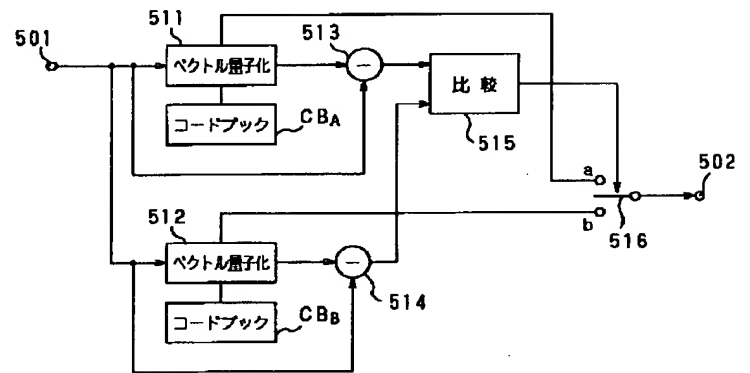 501
511
ベクトル量子化
コードブック
CBA
513
−
比較
515
a
b
502
516
512
ベクトル量子化
コードブック
CBB
−
514